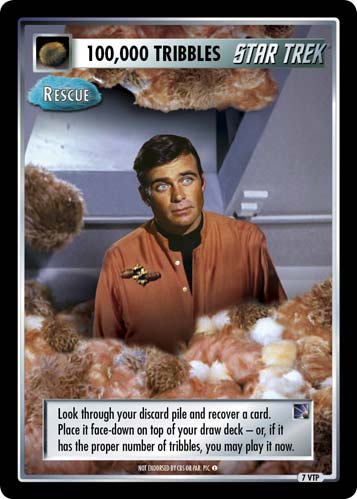 100,000 TRIBBLES STAR TREK
RESCUE
Look through your discard pile and recover a card.
Place it face-down on top of your draw deck – or, if it
has the proper number of tribbles, you may play it now.
NOT ENDORSED BY CBS OR PAR. PIC.
7 VTP